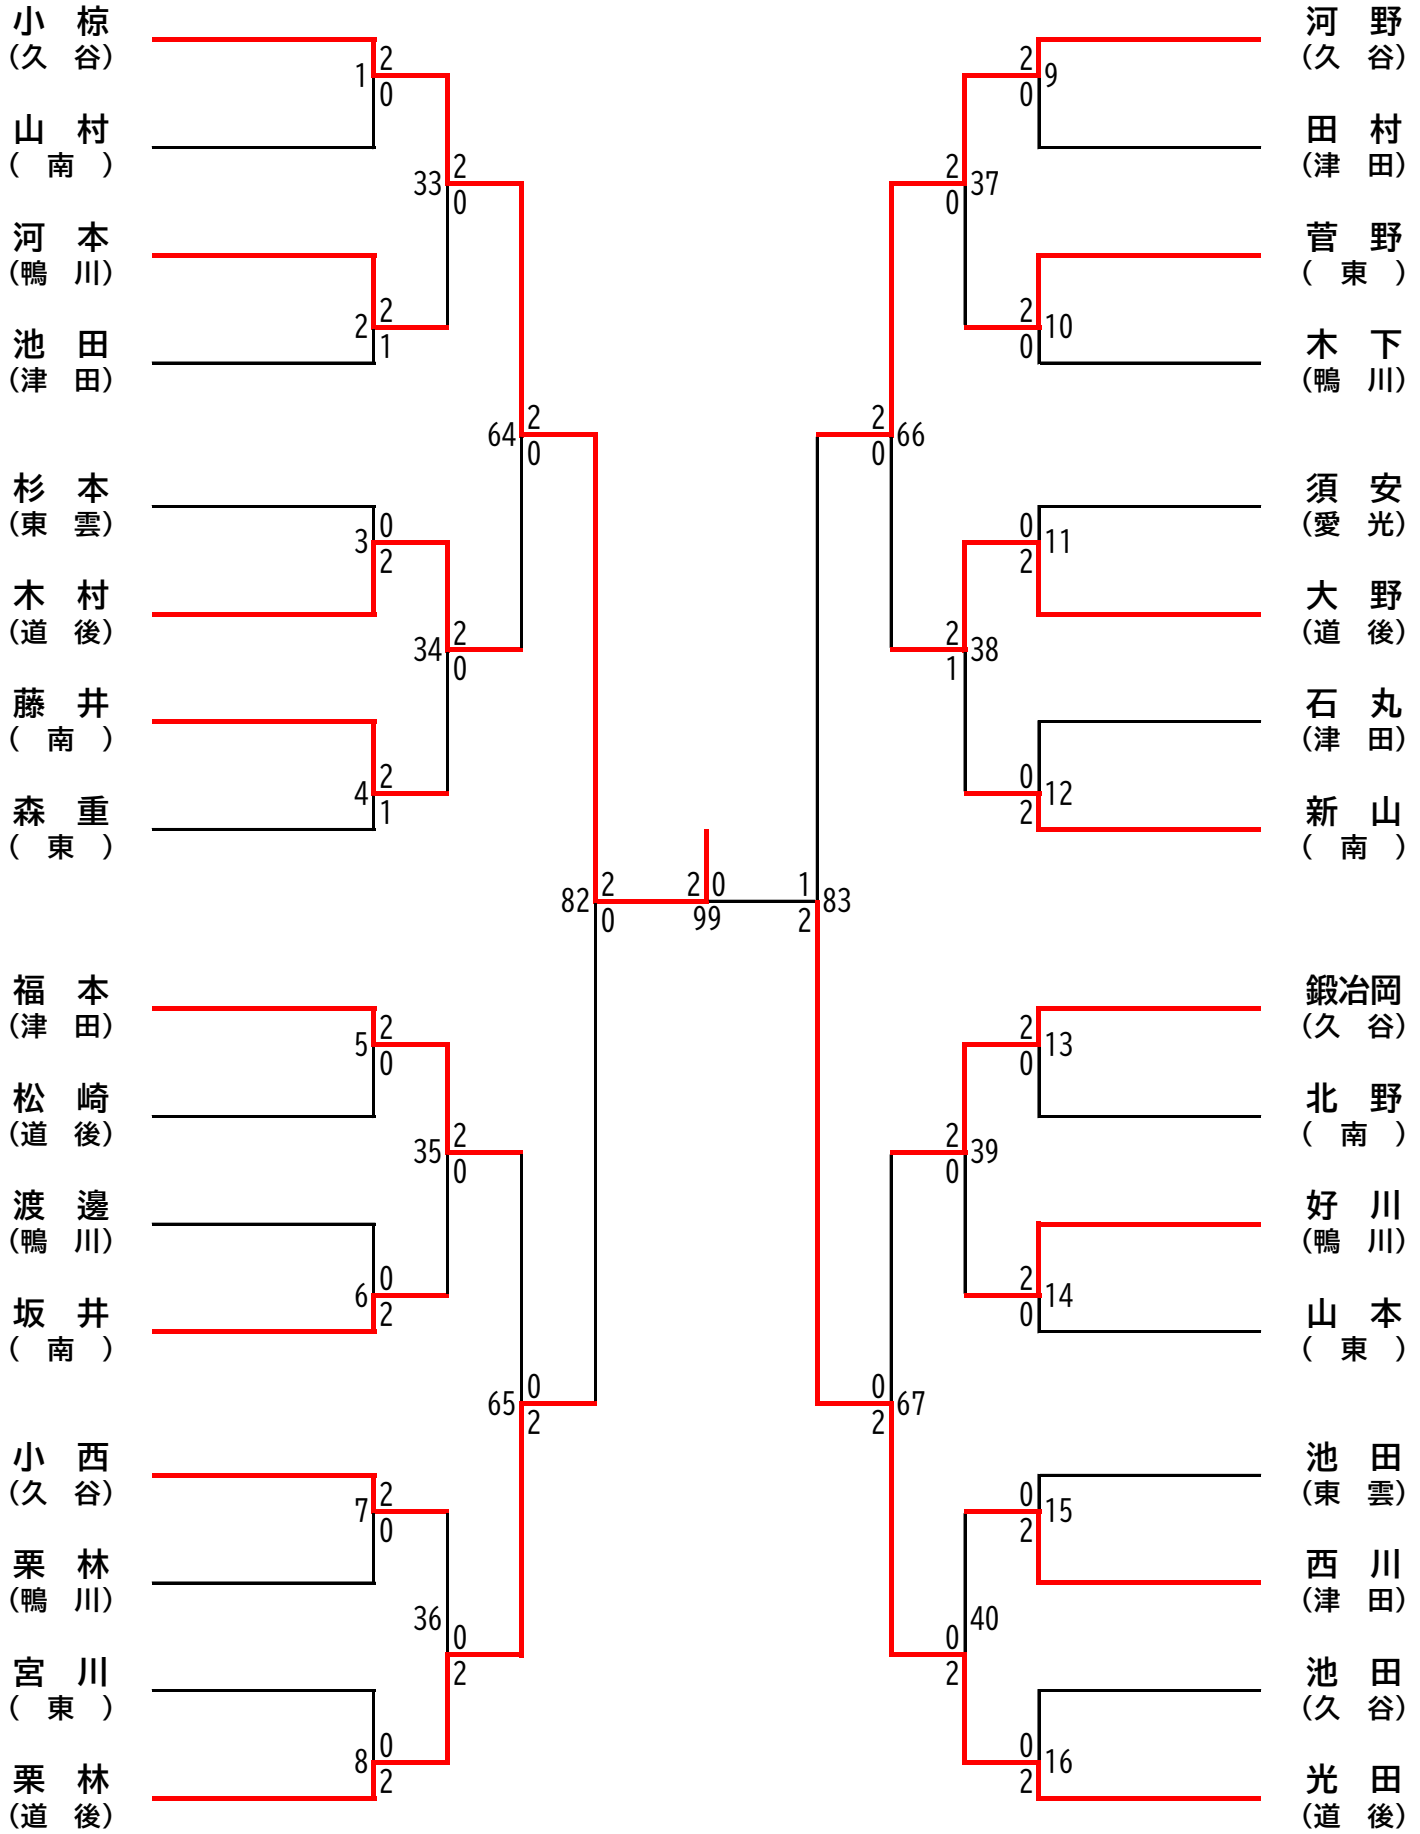 小　椋
(久　谷)
1
2
0
山　村
(　南　)
33
2
0
河　本
(鴨　川)
2
2
1
池　田
(津　田)
64
2
0
杉　本
(東　雲)
3
0
2
木　村
(道　後)
34
2
0
藤　井
(　南　)
4
2
1
森　重
(　東　)
82
2
0
福　本
(津　田)
5
2
0
松　崎
(道　後)
35
2
0
渡　邊
(鴨　川)
6
0
2
坂　井
(　南　)
65
0
2
小　西
(久　谷)
7
2
0
栗　林
(鴨　川)
36
0
2
宮　川
(　東　)
8
0
2
栗　林
(道　後)
2 0
99
河　野
(久　谷)
2
0
9
田　村
(津　田)
2
0
37
菅　野
(　東　)
2
0
10
木　下
(鴨　川)
2
0
66
須　安
(愛　光)
0
2
11
大　野
(道　後)
2
1
38
石　丸
(津　田)
0
2
12
新　山
(　南　)
1
2
83
鍛冶岡
(久　谷)
2
0
13
北　野
(　南　)
2
0
39
好　川
(鴨　川)
2
0
14
山　本
(　東　)
0
2
67
池　田
(東　雲)
0
2
15
西　川
(津　田)
0
2
40
池　田
(久　谷)
0
2
16
光　田
(道　後)